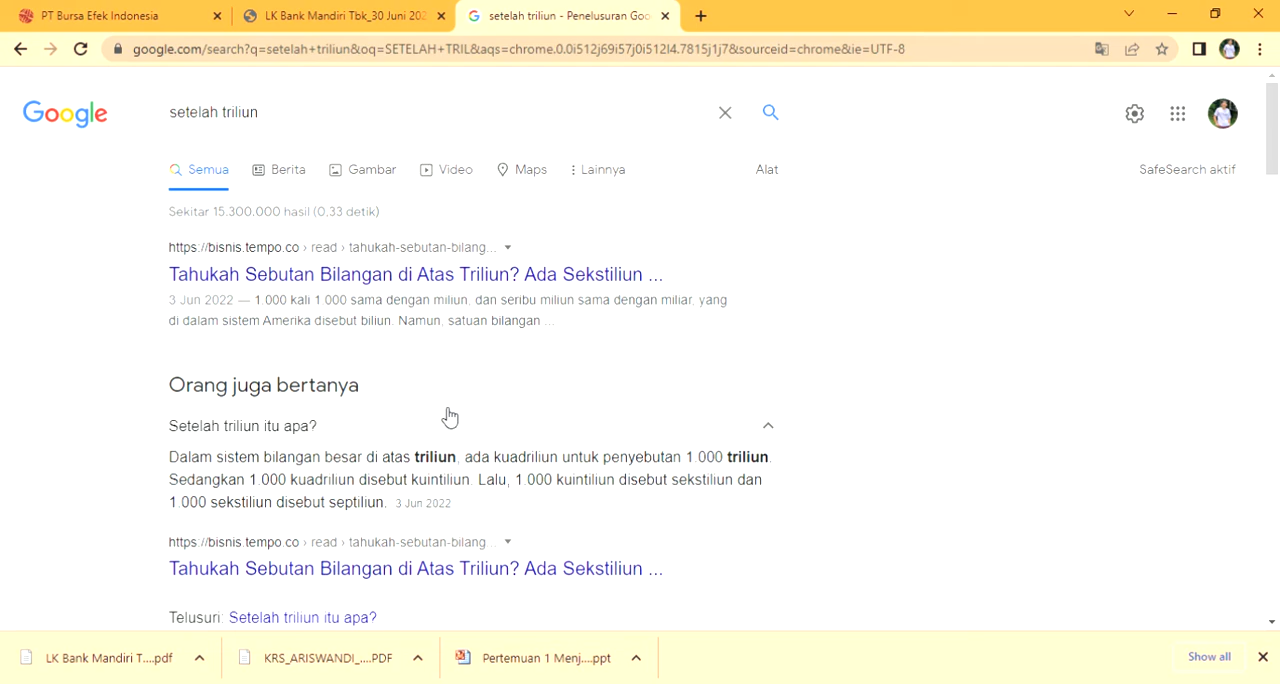 PT Bursa Efek Indonesia
LK Bank Mandiri Tbk_30 Juni 202
setelah triliun - Penelusuran Goo
google.com/search?q=setelah+triliun&oq=SETELAH+TRIL&aqs=chrome.0.0i512j69i57j0i512l4.7815j1j7&sourceid=chrome&ie=UTF-8
Google
setelah triliun
Semua Berita Gambar Video Maps Lainnya Alat SafeSearch aktif
Sekitar 15.300.000 hasil (0,33 detik)
https://bisnis.tempo.co › read › tahukah-sebutan-bilang...
Tahukah Sebutan Bilangan di Atas Triliun? Ada Sekstiliun ...
3 Jun 2022 — 1.000 kali 1.000 sama dengan miliun, dan seribu miliun sama dengan miliar, yang
di dalam sistem Amerika disebut biliun. Namun, satuan bilangan ...
Orang juga bertanya
Setelah triliun itu apa?
Dalam sistem bilangan besar di atas triliun, ada kuadriliun untuk penyebutan 1.000 triliun.
Sedangkan 1.000 kuadriliun disebut kuintiliun. Lalu, 1.000 kuintiliun disebut sekstiliun dan
1.000 sekstiliun disebut septiliun. 3 Jun 2022
https://bisnis.tempo.co › read › tahukah-sebutan-bilang...
Tahukah Sebutan Bilangan di Atas Triliun? Ada Sekstiliun ...
Telusuri: Setelah triliun itu apa?
LK Bank Mandiri T....pdf
KRS_ARISWANDI_....PDF
Pertemuan 1 Menj....ppt
Show all